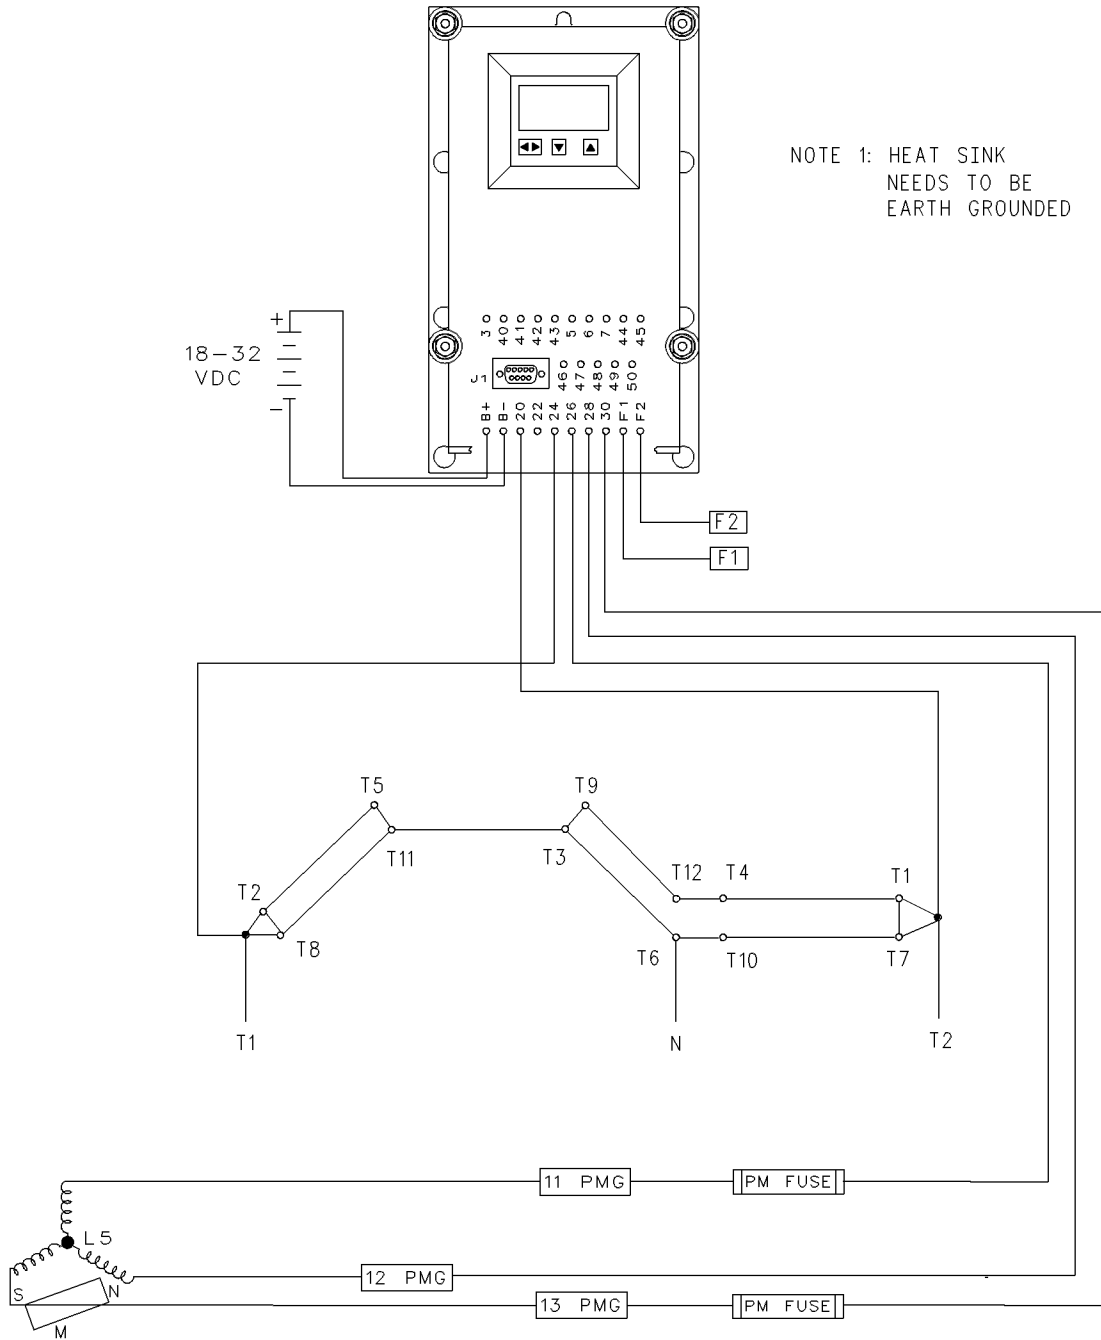 NOTE 1: HEAT SINK
NEEDS TO BE
EARTH GROUNDED
+
18-32
VDC
-
3 40 41 42 43 5 6 7 44 45
J1
46 47 48 49 50
B+ B- 20 22 24 26 28 30 F1 F2
F2
F1
T5
T9
T11
T3
T12
T4
T1
T2
T8
T6
T10
T7
T1
N
T2
11 PMG
PM FUSE
L5
12 PMG
S
N
13 PMG
PM FUSE
M